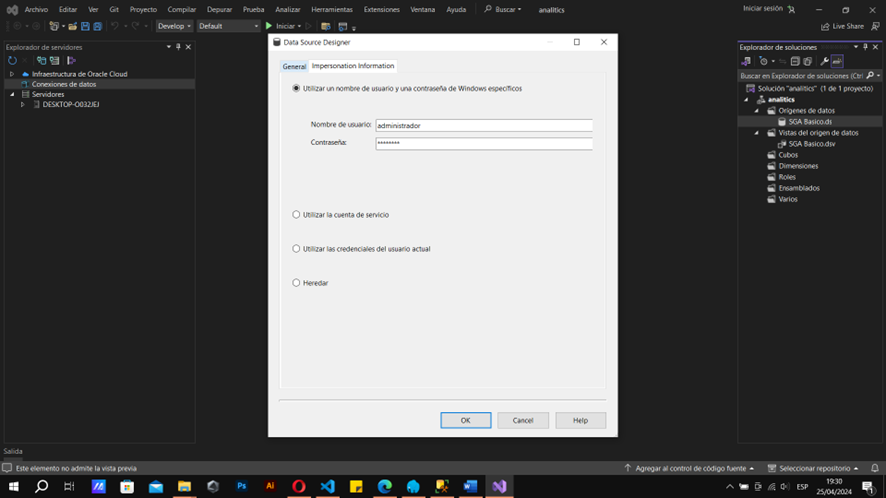 Archivo Editar Ver Git Proyecto Compilar Depurar Prueba Analizar Herramientas Extensiones Ventana Ayuda Buscar analitics Iniciar sesión
Develop Default Iniciar Live Share
Explorador de servidores
Infraestructura de Oracle Cloud
Conexiones de datos
Servidores
DESKTOP-O032JEJ
Data Source Designer
General Impersonation Information
Utilizar un nombre de usuario y una contraseña de Windows específicos
Nombre de usuario: administrador
Contraseña: ********
Utilizar la cuenta de servicio
Utilizar las credenciales del usuario actual
Heredar
OK Cancel Help
Explorador de soluciones
Buscar en Explorador de soluciones (Ctrl
Solución "analitics" (1 de 1 proyecto)
analitics
Orígenes de datos
SGA Basico.ds
Vistas del origen de datos
SGA Basico.dsv
Cubos
Dimensiones
Roles
Ensamblados
Varios
Salida
Este elemento no admite la vista previa Agregar al control de código fuente Seleccionar repositorio
Ps Ai ESP 19:30
25/04/2024 1